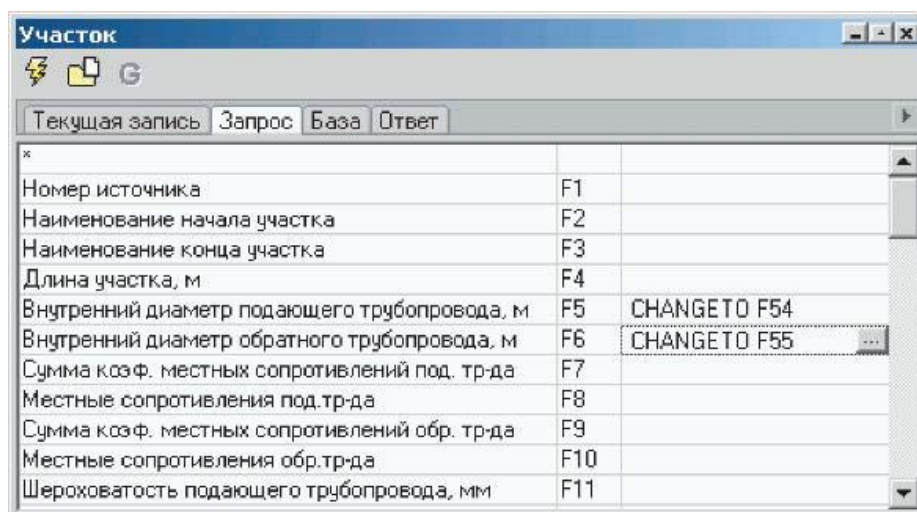 Участок
G
Текущая запись Запрос База Ответ
*
Номер источника F1
Наименование начала участка F2
Наименование конца участка F3
Длина участка, м F4
Внутренний диаметр подающего трубопровода, м F5 CHANGETO F54
Внутренний диаметр обратного трубопровода, м F6 CHANGETO F55 ...
Сумма коэф. местных сопротивлений под. тр-да F7
Местные сопротивления под.тр-да F8
Сумма коэф. местных сопротивлений обр. тр-да F9
Местные сопротивления обр.тр-да F10
Шероховатость подающего трубопровода, мм F11